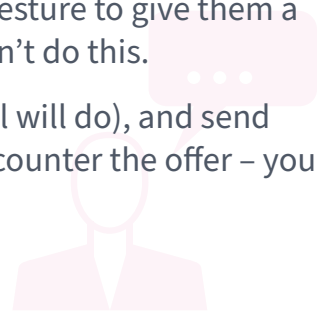 esture to give them a
n’t do this.
l will do), and send
counter the offer – you